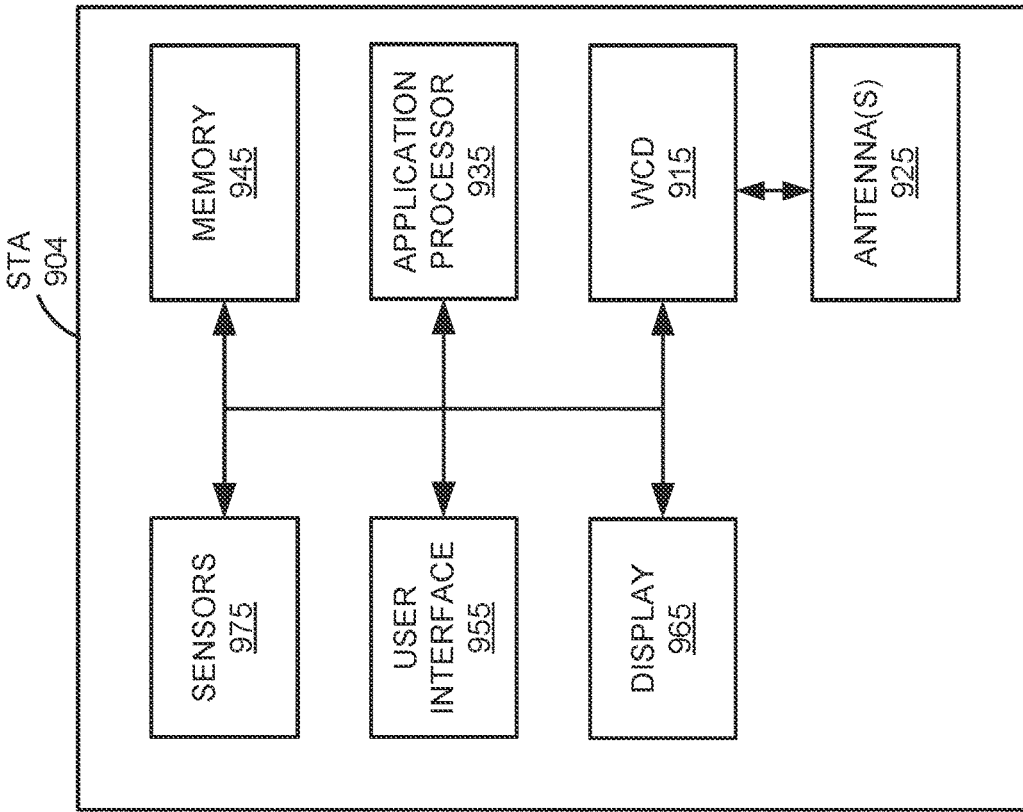 STA
904
SENSORS
975
MEMORY
945
USER
INTERFACE
955
APPLICATION
PROCESSOR
935
DISPLAY
965
WCD
915
ANTENNA(S)
925